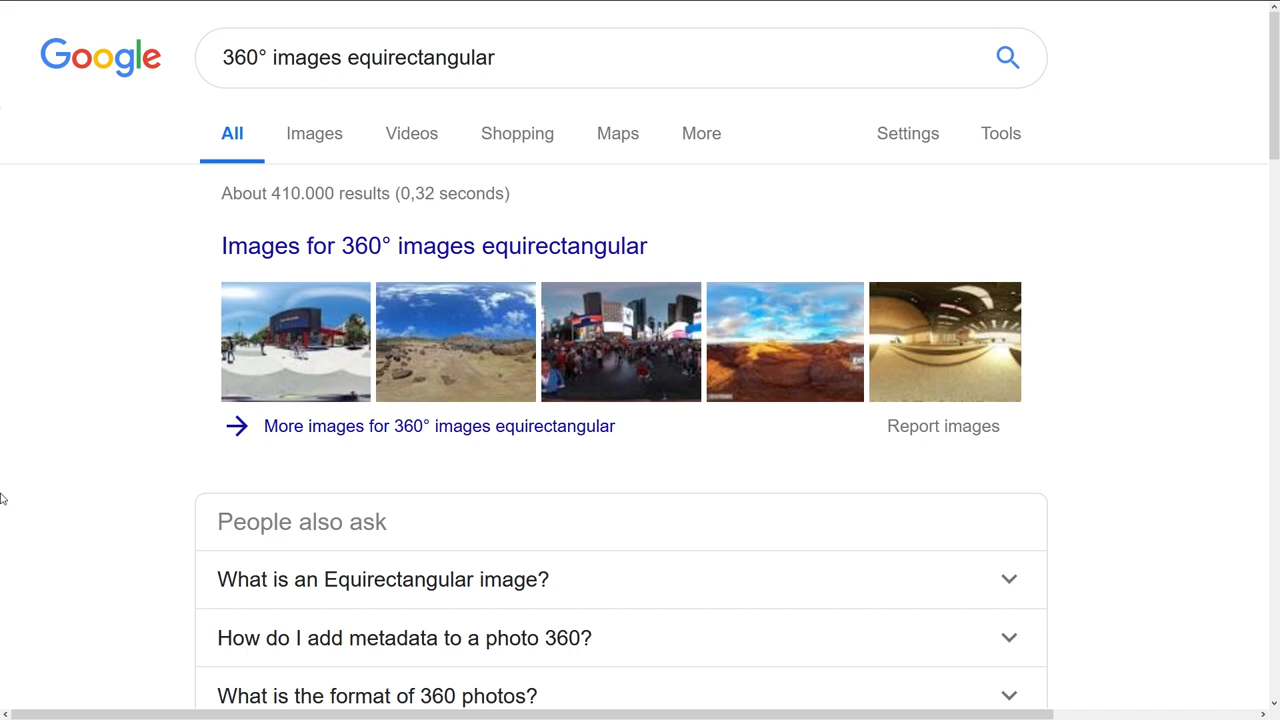 Google
360° images equirectangular
All Images Videos Shopping Maps More Settings Tools
About 410.000 results (0,32 seconds)
Images for 360° images equirectangular
More images for 360° images equirectangular Report images
People also ask
What is an Equirectangular image?
How do I add metadata to a photo 360?
What is the format of 360 photos?